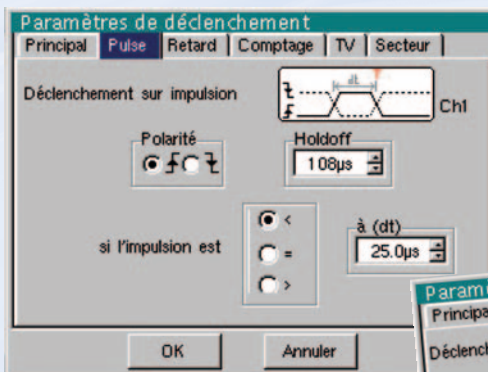 Paramètres de déclenchement
Principal Pulse Retard Comptage TV Secteur
Déclenchement sur impulsion
dt
Ch1
Polarité
Holdoff
108µs
si l'impulsion est
<
=
>
à (dt)
25.0µs
OK Annuler
Param
Principa
Déclench